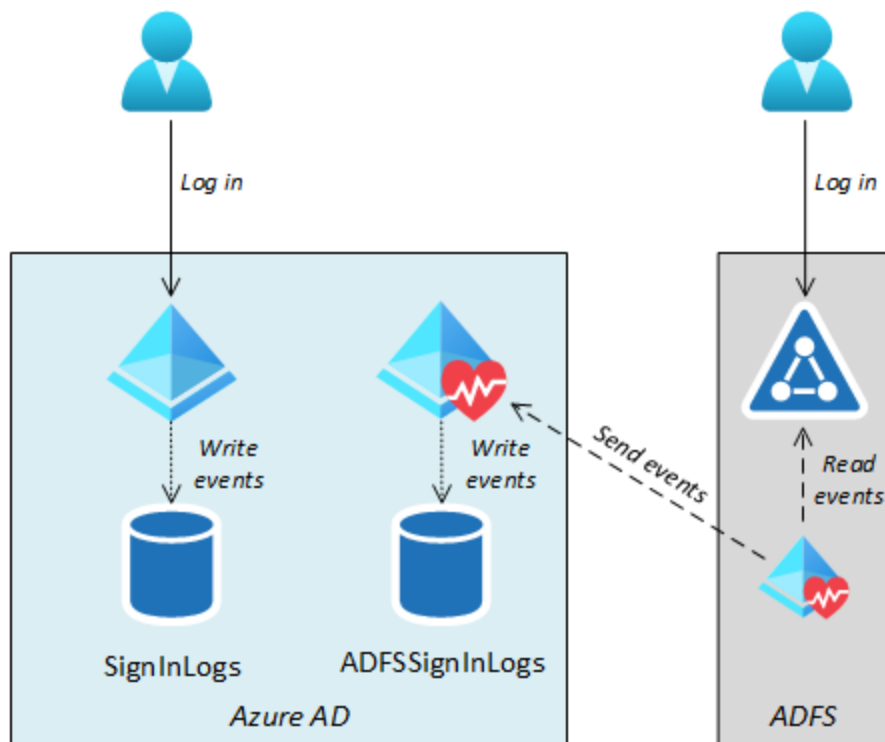 Log in
Log in
Write
events
Write
events
Send events
Read
events
SignInLogs
ADFSSignInLogs
Azure AD
ADFS